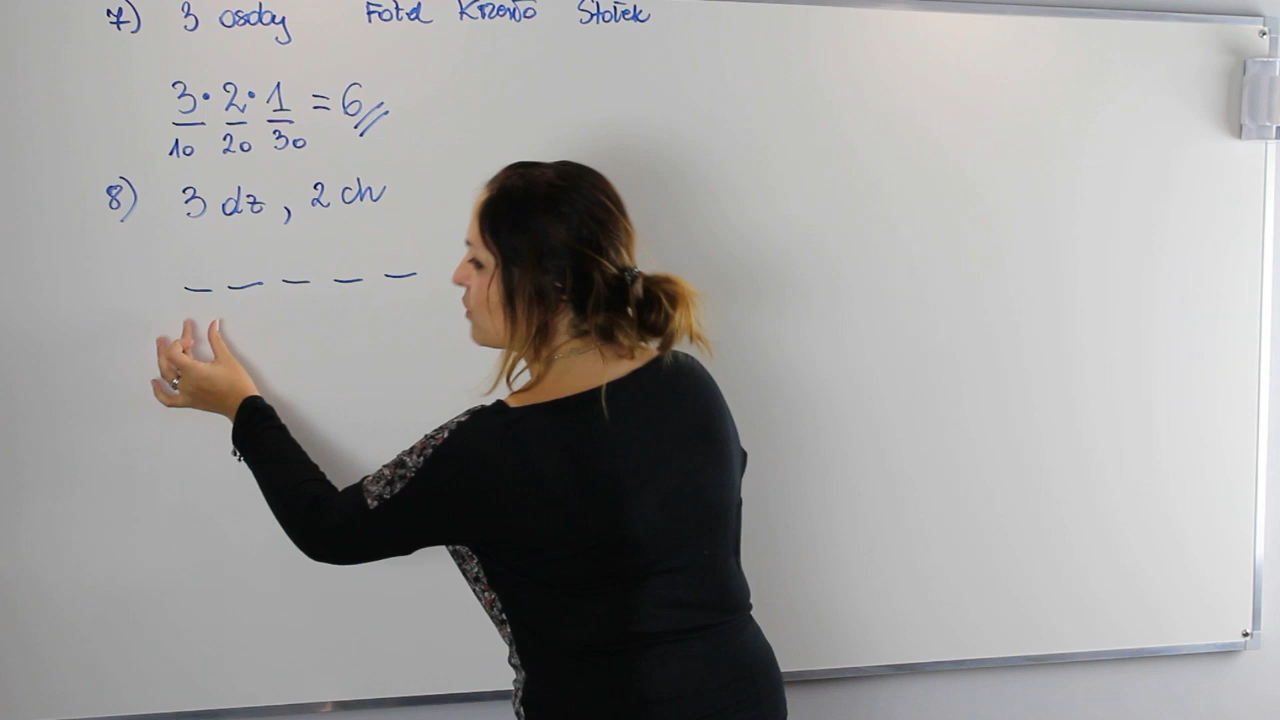 7) 3 osoby Fotel Krzesło Stołek
3 · 2 · 1 = 6
10 20 30
8) 3 dz, 2 ch
_ _ _ _ _